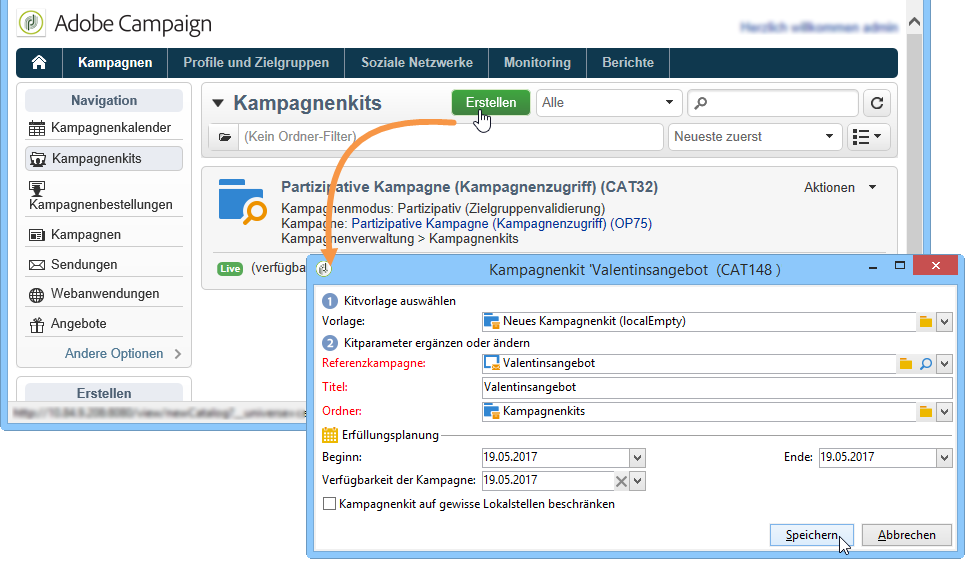 Adobe Campaign
Herzlich willkommen admin
Kampagnen Profile und Zielgruppen Soziale Netzwerke Monitoring Berichte
Navigation
Kampagnenkalender
Kampagnenkits
Kampagnenbestellungen
Kampagnen
Sendungen
Webanwendungen
Angebote
Andere Optionen
Erstellen
Kampagnenkits Erstellen Alle
(Kein Ordner-Filter) Neueste zuerst
Partizipative Kampagne (Kampagnenzugriff) (CAT32) Aktionen
Kampagnenmodus: Partizipativ (Zielgruppenvalidierung)
Kampagne: Partizipative Kampagne (Kampagnenzugriff) (OP75)
Kampagnenverwaltung > Kampagnenkits
Live (verfügba
Kampagnenkit 'Valentinsangebot (CAT148 )
1 Kitvorlage auswählen
Vorlage: Neues Kampagnenkit (localEmpty)
2 Kitparameter ergänzen oder ändern
Referenzkampagne: Valentinsangebot
Titel: Valentinsangebot
Ordner: Kampagnenkits
Erfüllungsplanung
Beginn: 19.05.2017 Ende: 19.05.2017
Verfügbarkeit der Kampagne: 19.05.2017
Kampagnenkit auf gewisse Lokalstellen beschränken
Speichern Abbrechen